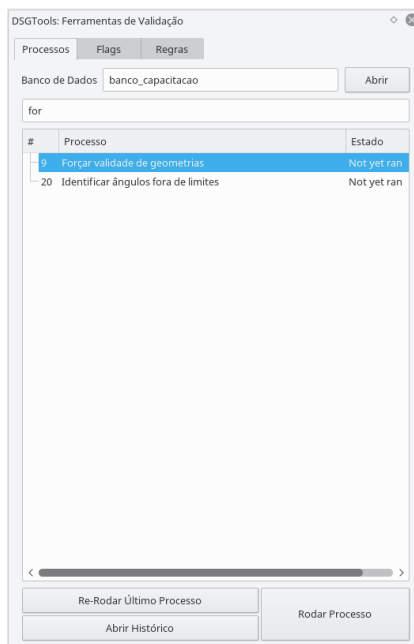 DSGTools: Ferramentas de Validação
Processos Flags Regras
Banco de Dados banco_capacitacao Abrir
for
# Processo Estado
9 Forçar validade de geometrias Not yet ran
20 Identificar ângulos fora de limites Not yet ran
Re-Rodar Último Processo
Rodar Processo
Abrir Histórico